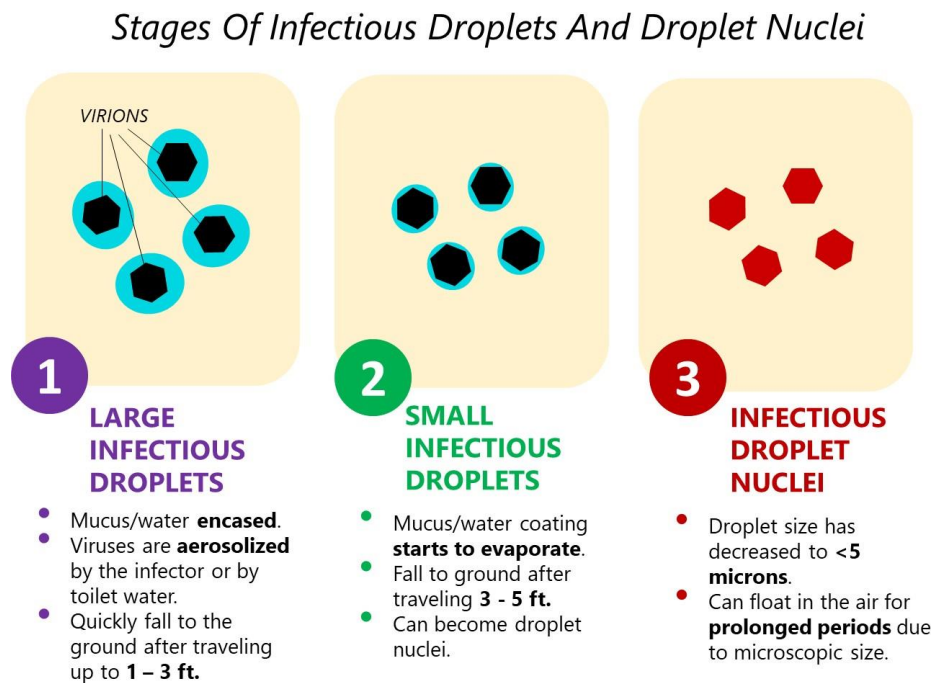 Stages Of Infectious Droplets And Droplet Nuclei
VIRIONS
1
LARGE
INFECTIOUS
DROPLETS
Mucus/water encased.
Viruses are aerosolized
by the infector or by
toilet water.
Quickly fall to the
ground after traveling
up to 1 – 3 ft.
2
SMALL
INFECTIOUS
DROPLETS
Mucus/water coating
starts to evaporate.
Fall to ground after
traveling 3 - 5 ft.
Can become droplet
nuclei.
3
INFECTIOUS
DROPLET
NUCLEI
Droplet size has
decreased to <5
microns.
Can float in the air for
prolonged periods due
to microscopic size.